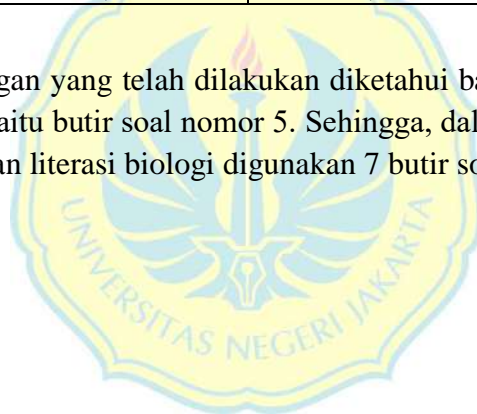 gan yang telah dilakukan diketahui ba
aitu butir soal nomor 5. Sehingga, dal
an literasi biologi digunakan 7 butir so
UNIVERSITAS NEGERI JAKARTA